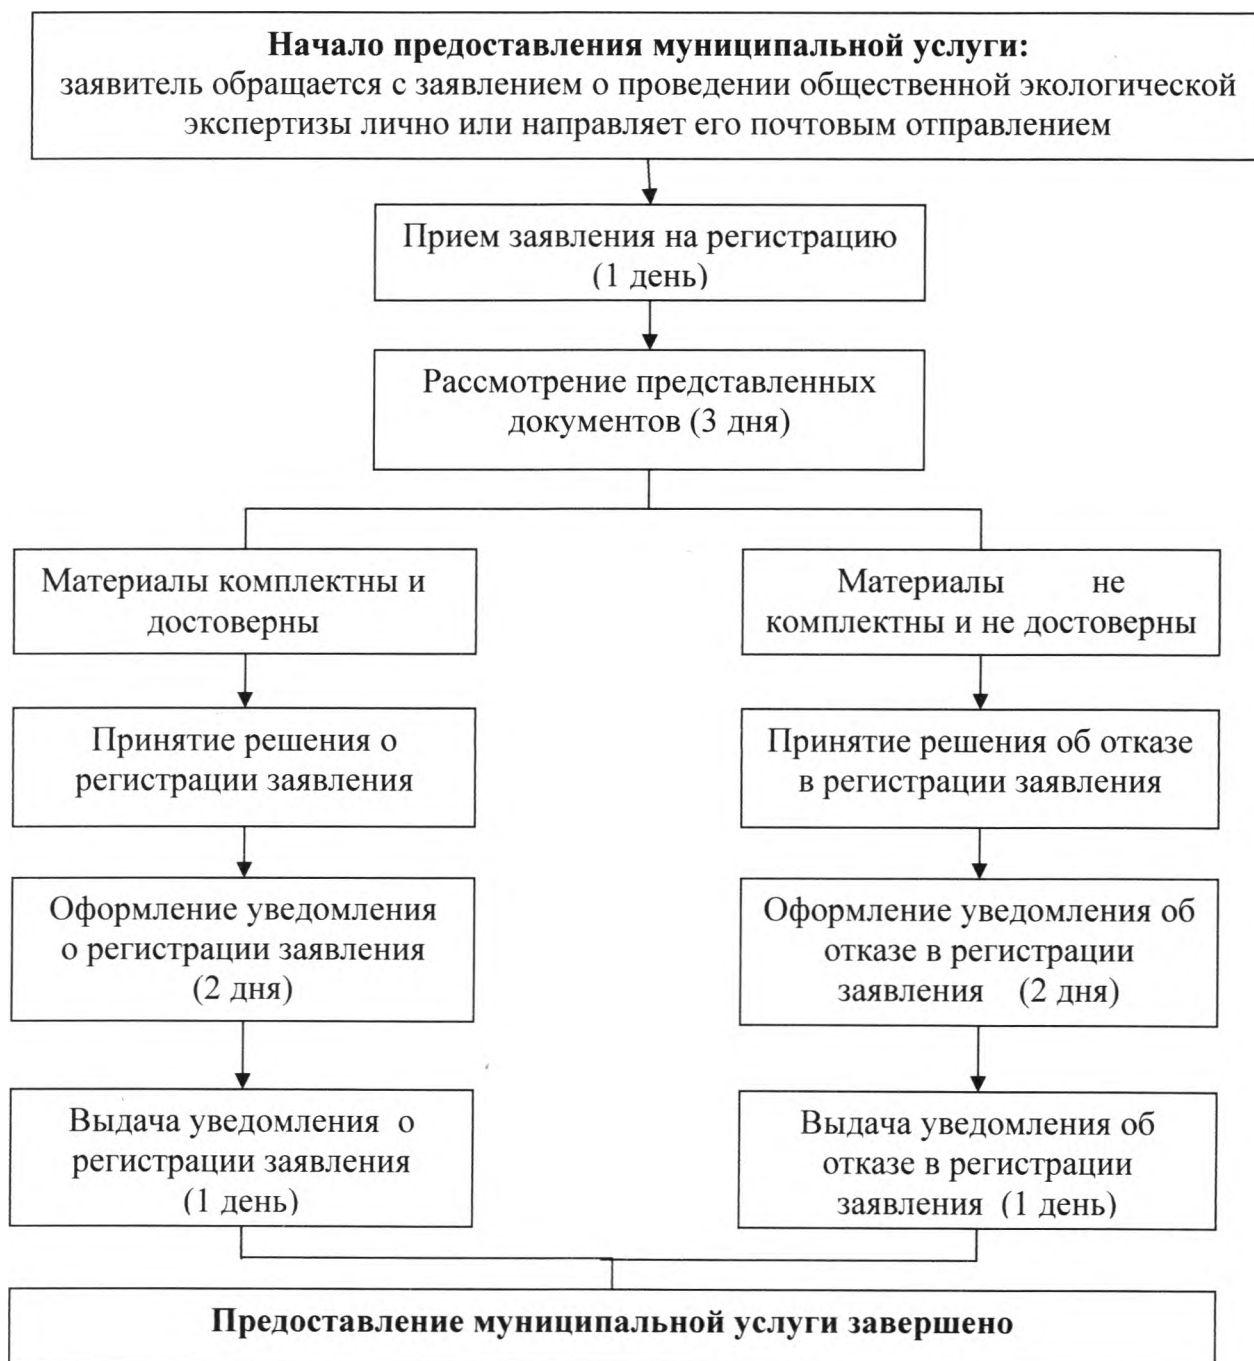 Начало предоставления муниципальной услуги:
заявитель обращается с заявлением о проведении общественной экологической
экспертизы лично или направляет его почтовым отправлением
Прием заявления на регистрацию
(1 день)
Рассмотрение представленных
документов (3 дня)
Материалы комплектны и
достоверны
Материалы не
комплектны и не достоверны
Принятие решения о
регистрации заявления
Принятие решения об отказе
в регистрации заявления
Оформление уведомления
о регистрации заявления
(2 дня)
Оформление уведомления об
отказе в регистрации
заявления (2 дня)
Выдача уведомления о
регистрации заявления
(1 день)
Выдача уведомления об
отказе в регистрации
заявления (1 день)
Предоставление муниципальной услуги завершено